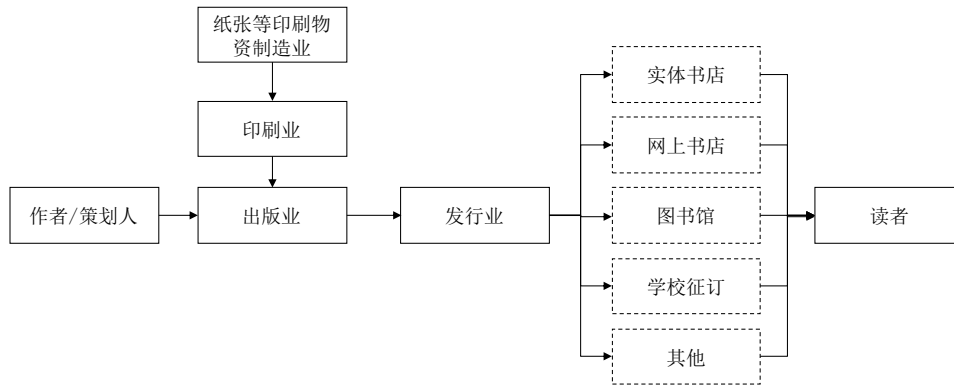 纸张等印刷物
资制造业
实体书店
印刷业
网上书店
作者/策划人
出版业
发行业
图书馆
读者
学校征订
其他